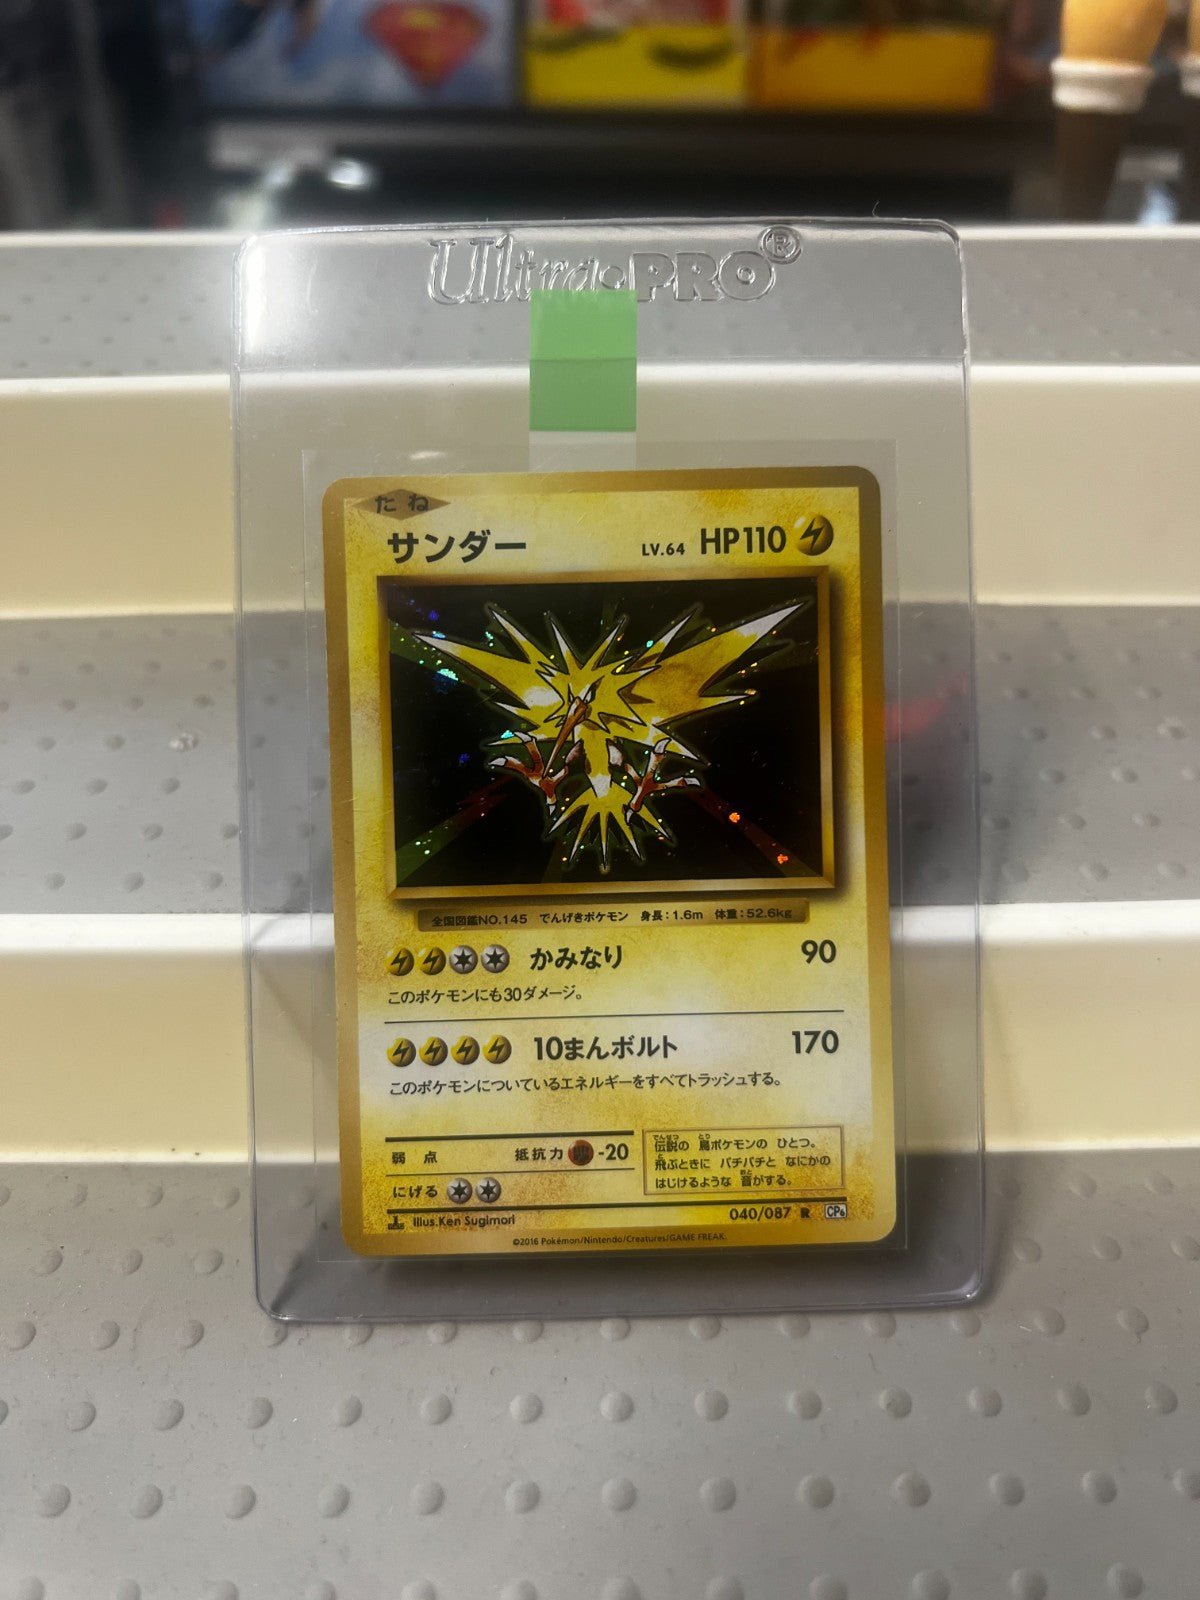 Ultra•PRO®
たね
サンダー LV.64 HP110
全国図鑑NO.145 でんげきポケモン 身長:1.6m 体重:52.6kg
かみなり 90
このポケモンにも30ダメージ。
10まんボルト 170
このポケモンについているエネルギーをすべてトラッシュする。
弱点 抵抗力 -20
にげる
伝説の 鳥ポケモンの ひとつ。
飛ぶときに バチバチと なにかの
はじけるような 音がする。
Illus.Ken Sugimori 040/087 R CP6
©2016 Pokémon/Nintendo/Creatures/GAME FREAK.